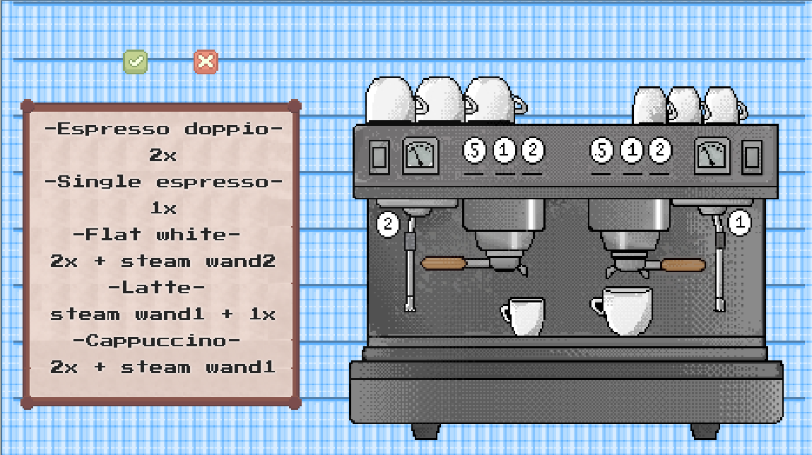 -Espresso doppio-
2x
-Single espresso-
1x
-Flat white-
2x + steam wand2
-Latte-
steam wand1 + 1x
-Cappuccino-
2x + steam wand1
5 1 2 5 1 2
2 1